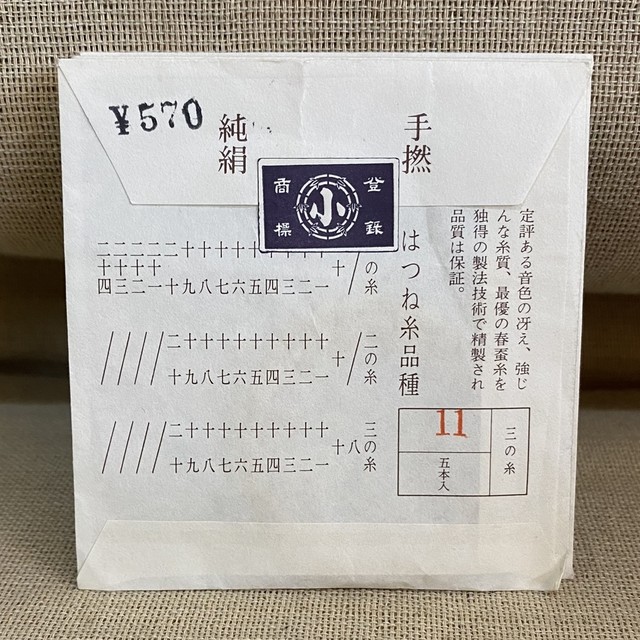 ¥570
手撚
純絹
登録
商標
小
定評ある音色の冴え、強じ
んな糸質、最優の春蚕糸を
独得の製法技術で精製され
品質は保証。
はつね糸品種
の糸 / 十 十一 十二 十三 十四 十五 十六 十七 十八 十九 二十 二十一 二十二 二十三 二十四
二の糸 / 十 十一 十二 十三 十四 十五 十六 十七 十八 十九 二十 / / / /
三の糸 八 十 十一 十二 十三 十四 十五 十六 十七 十八 十九 二十 / / / /
三の糸
11
五本入